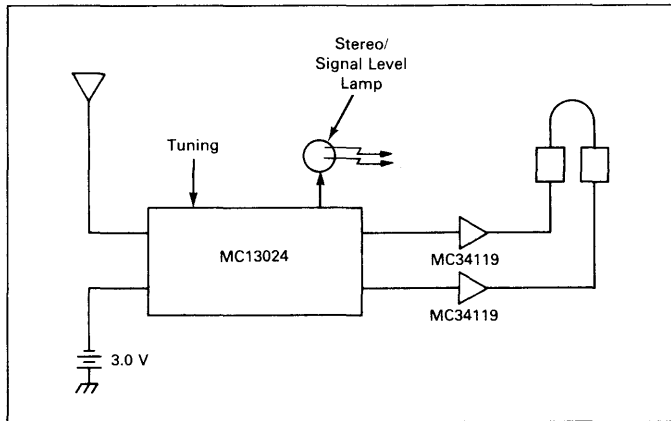 Stereo/
Signal Level
Lamp
Tuning
MC13024
MC34119
MC34119
3.0 V